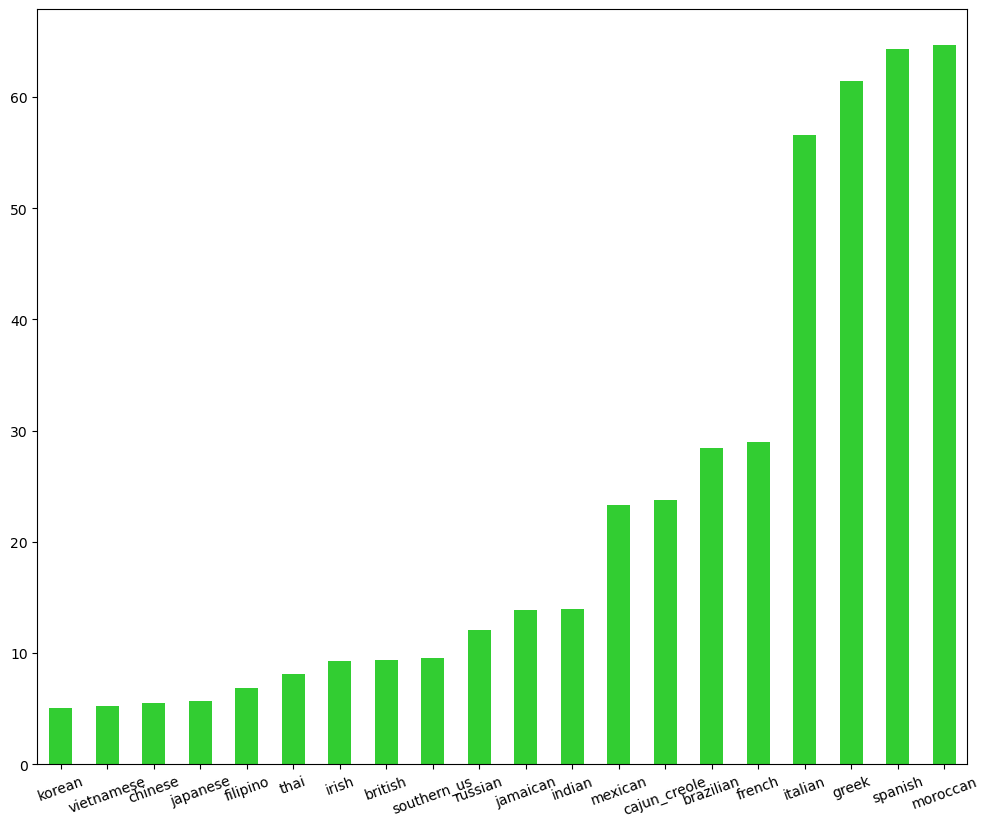 60
50
40
30
20
10
0
korean
vietnamese
chinese
japanese
filipino
thai
irish
british
southern_us
russian
jamaican
indian
mexican
cajun_creole
brazilian
french
italian
greek
spanish
moroccan